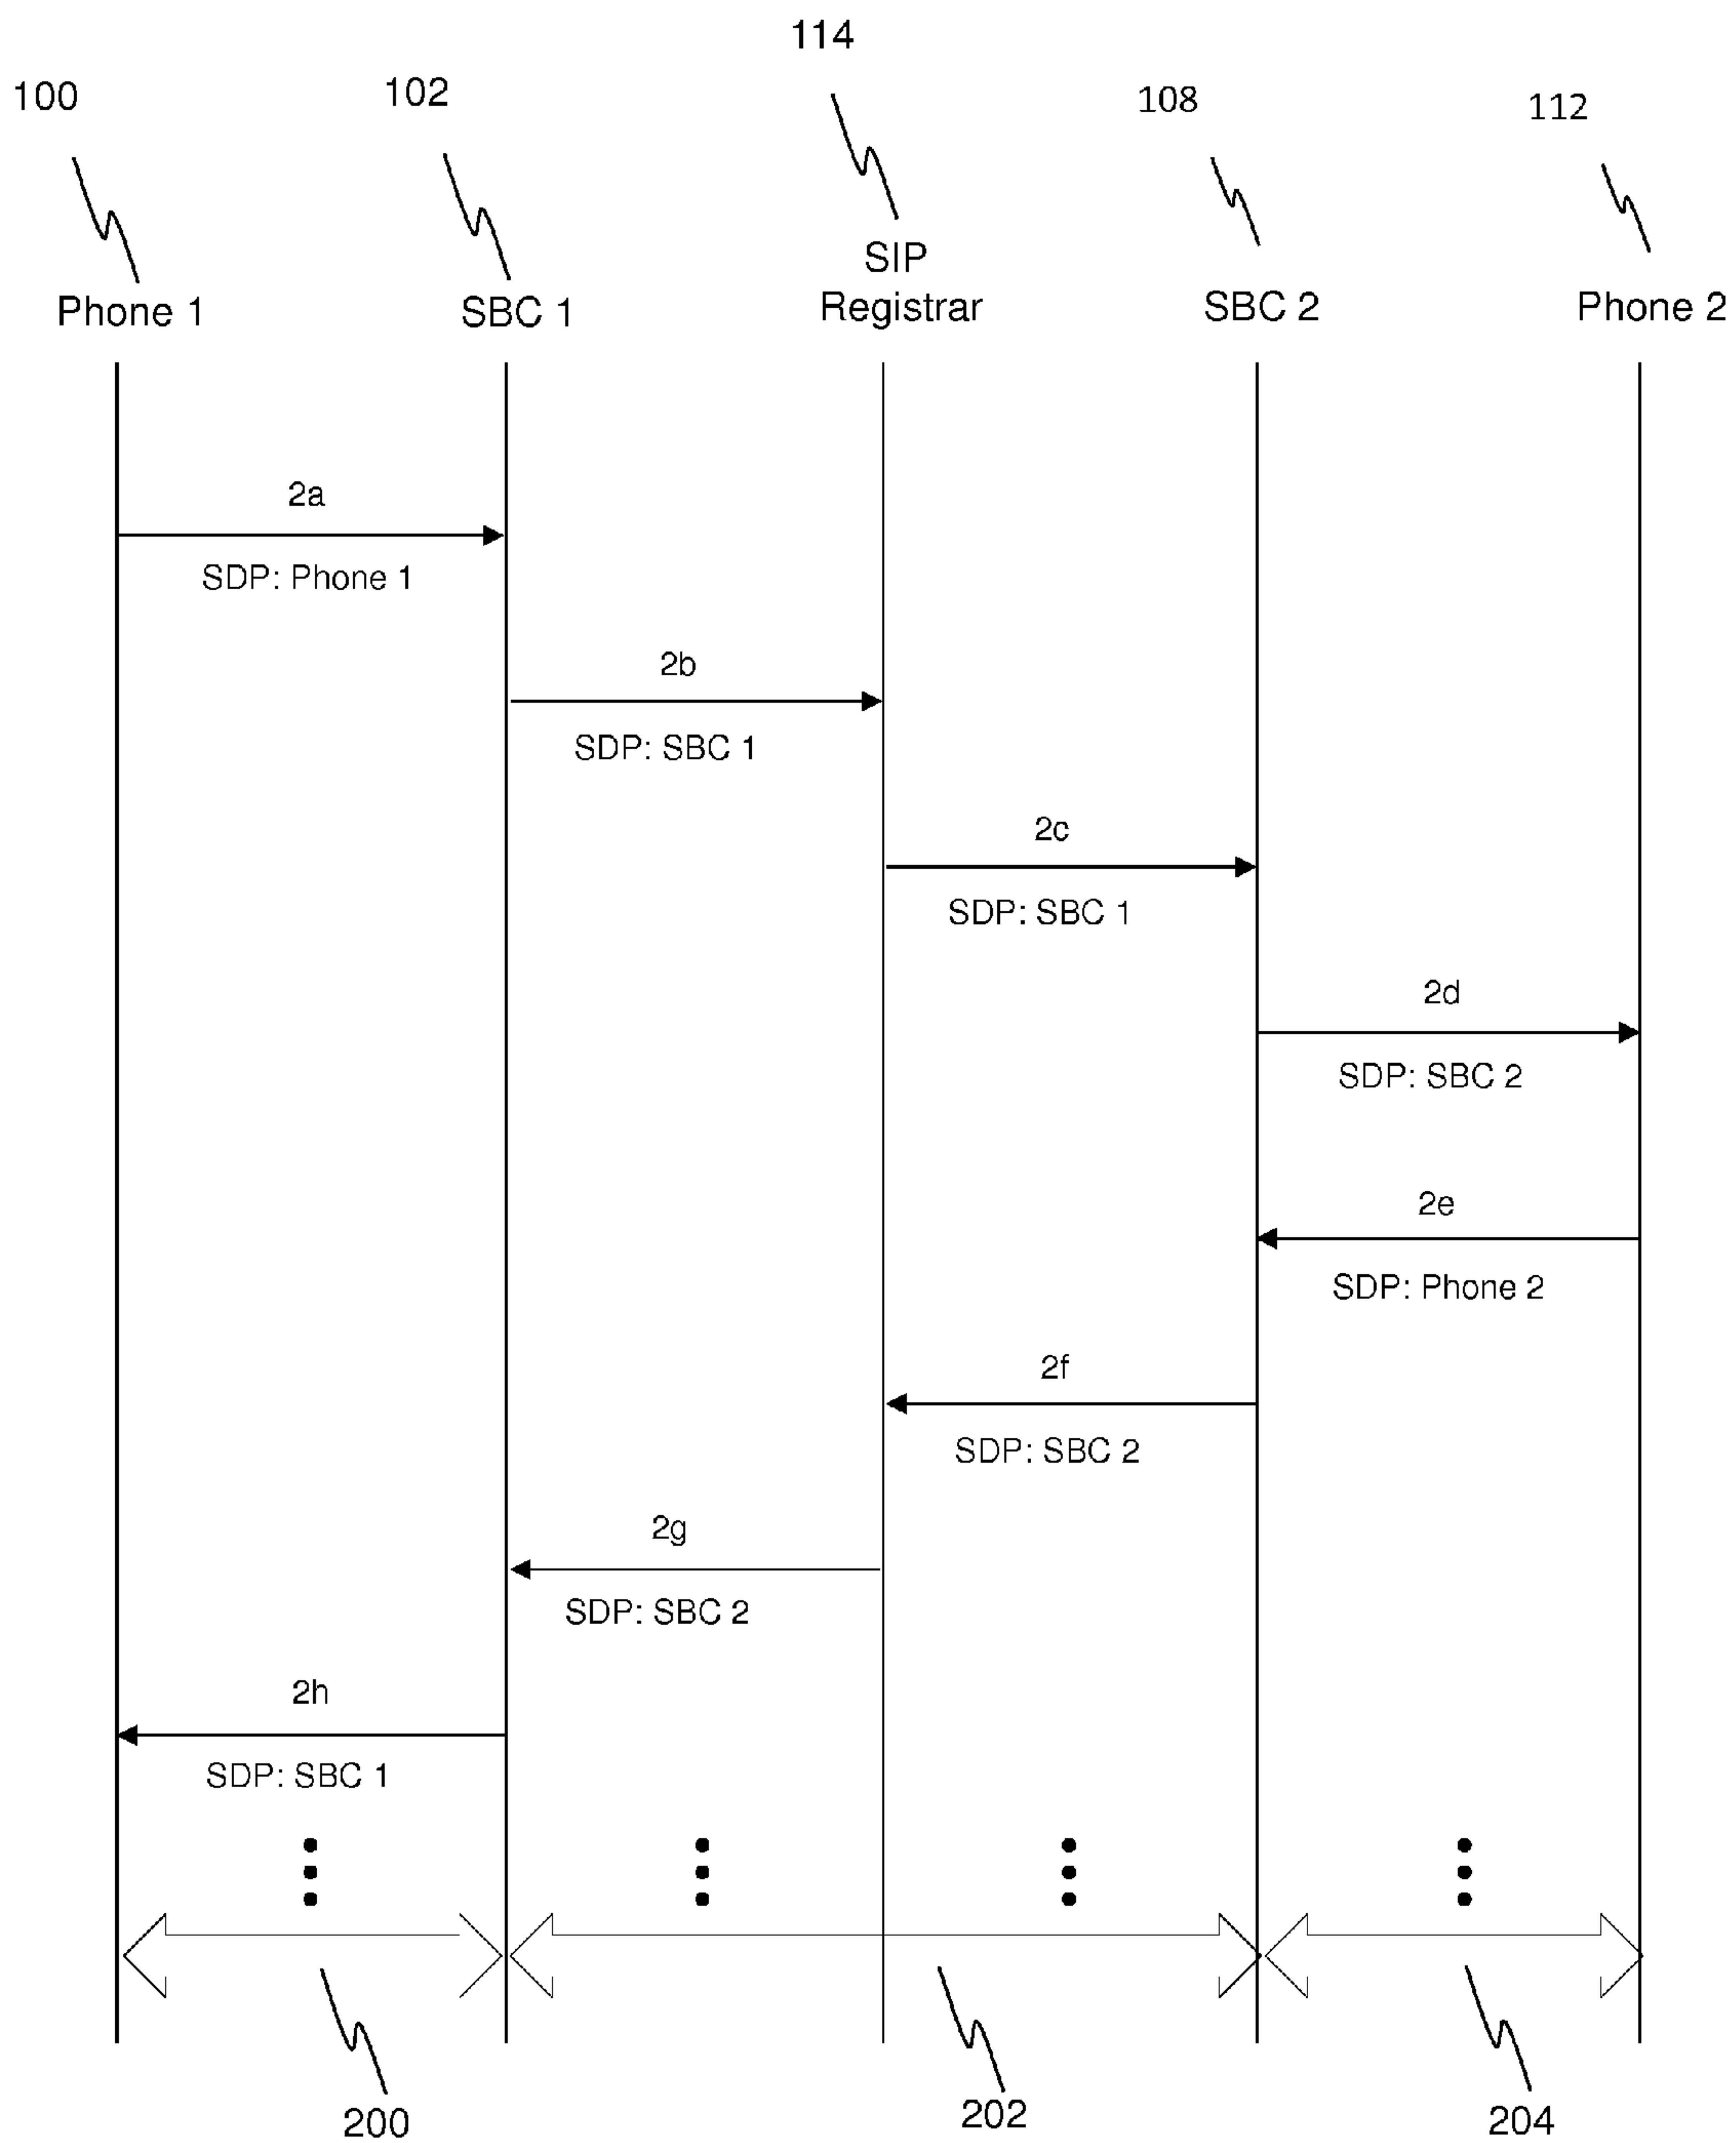 114
100
102
108
112
SIP
Registrar
Phone 1
SBC 1
SBC 2
Phone 2
2a
SDP: Phone 1
2b
SDP: SBC 1
2c
SDP: SBC 1
2d
SDP: SBC 2
2e
SDP: Phone 2
2f
SDP: SBC 2
2g
SDP: SBC 2
2h
SDP: SBC 1
200
202
204